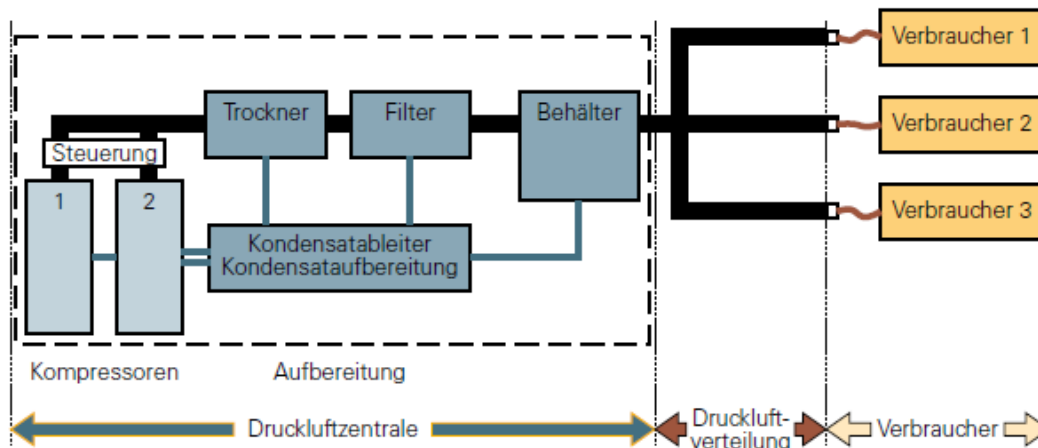 Verbraucher 1
Trockner
Filter
Behälter
Verbraucher 2
Steuerung
1
2
Verbraucher 3
Kondensatableiter
Kondensataufbereitung
Kompressoren
Aufbereitung
Druckluftzentrale
Druckluft-
verteilung
Verbraucher